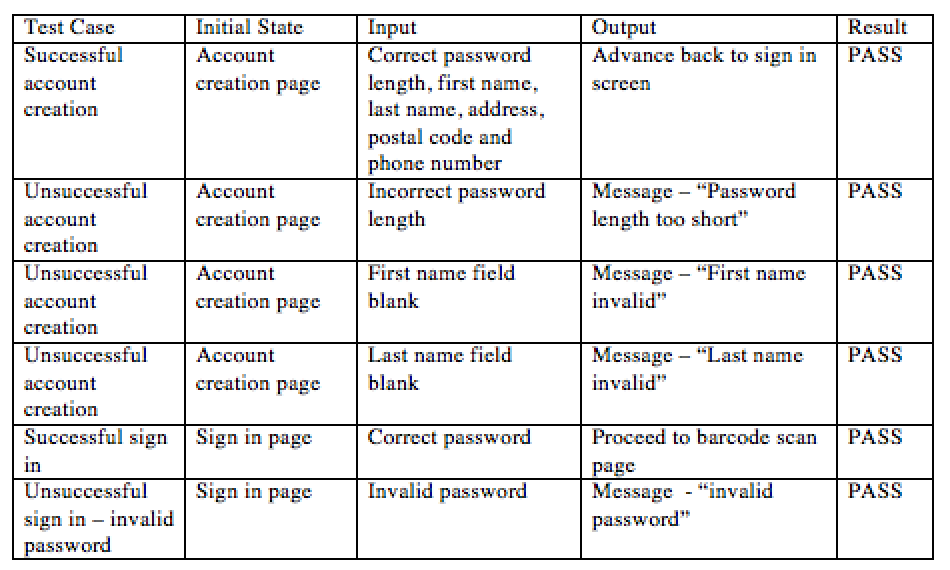 Test Case Initial State Input Output Result
Successful account creation Account creation page Correct password length, first name, last name, address, postal code and phone number Advance back to sign in screen PASS
Unsuccessful account creation Account creation page Incorrect password length Message – “Password length too short” PASS
Unsuccessful account creation Account creation page First name field blank Message – “First name invalid” PASS
Unsuccessful account creation Account creation page Last name field blank Message – “Last name invalid” PASS
Successful sign in Sign in page Correct password Proceed to barcode scan page PASS
Unsuccessful sign in – invalid password Sign in page Invalid password Message - “invalid password” PASS